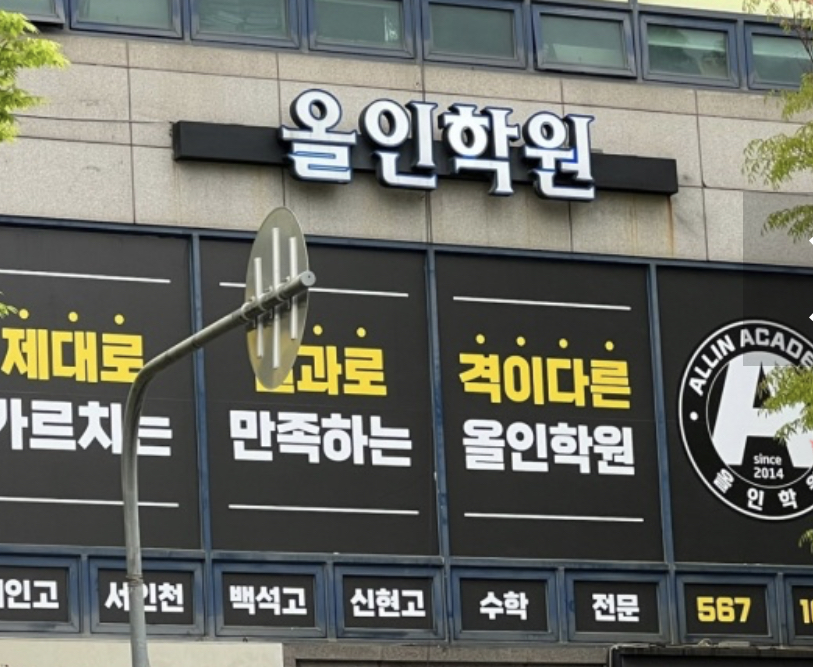 올인학원
제대로
가르치는
과로
만족하는
격이다른
올인학원
ALLIN ACADE
since
2014
올인학원
인고
서인천
백석고
신현고
수학
전문
567